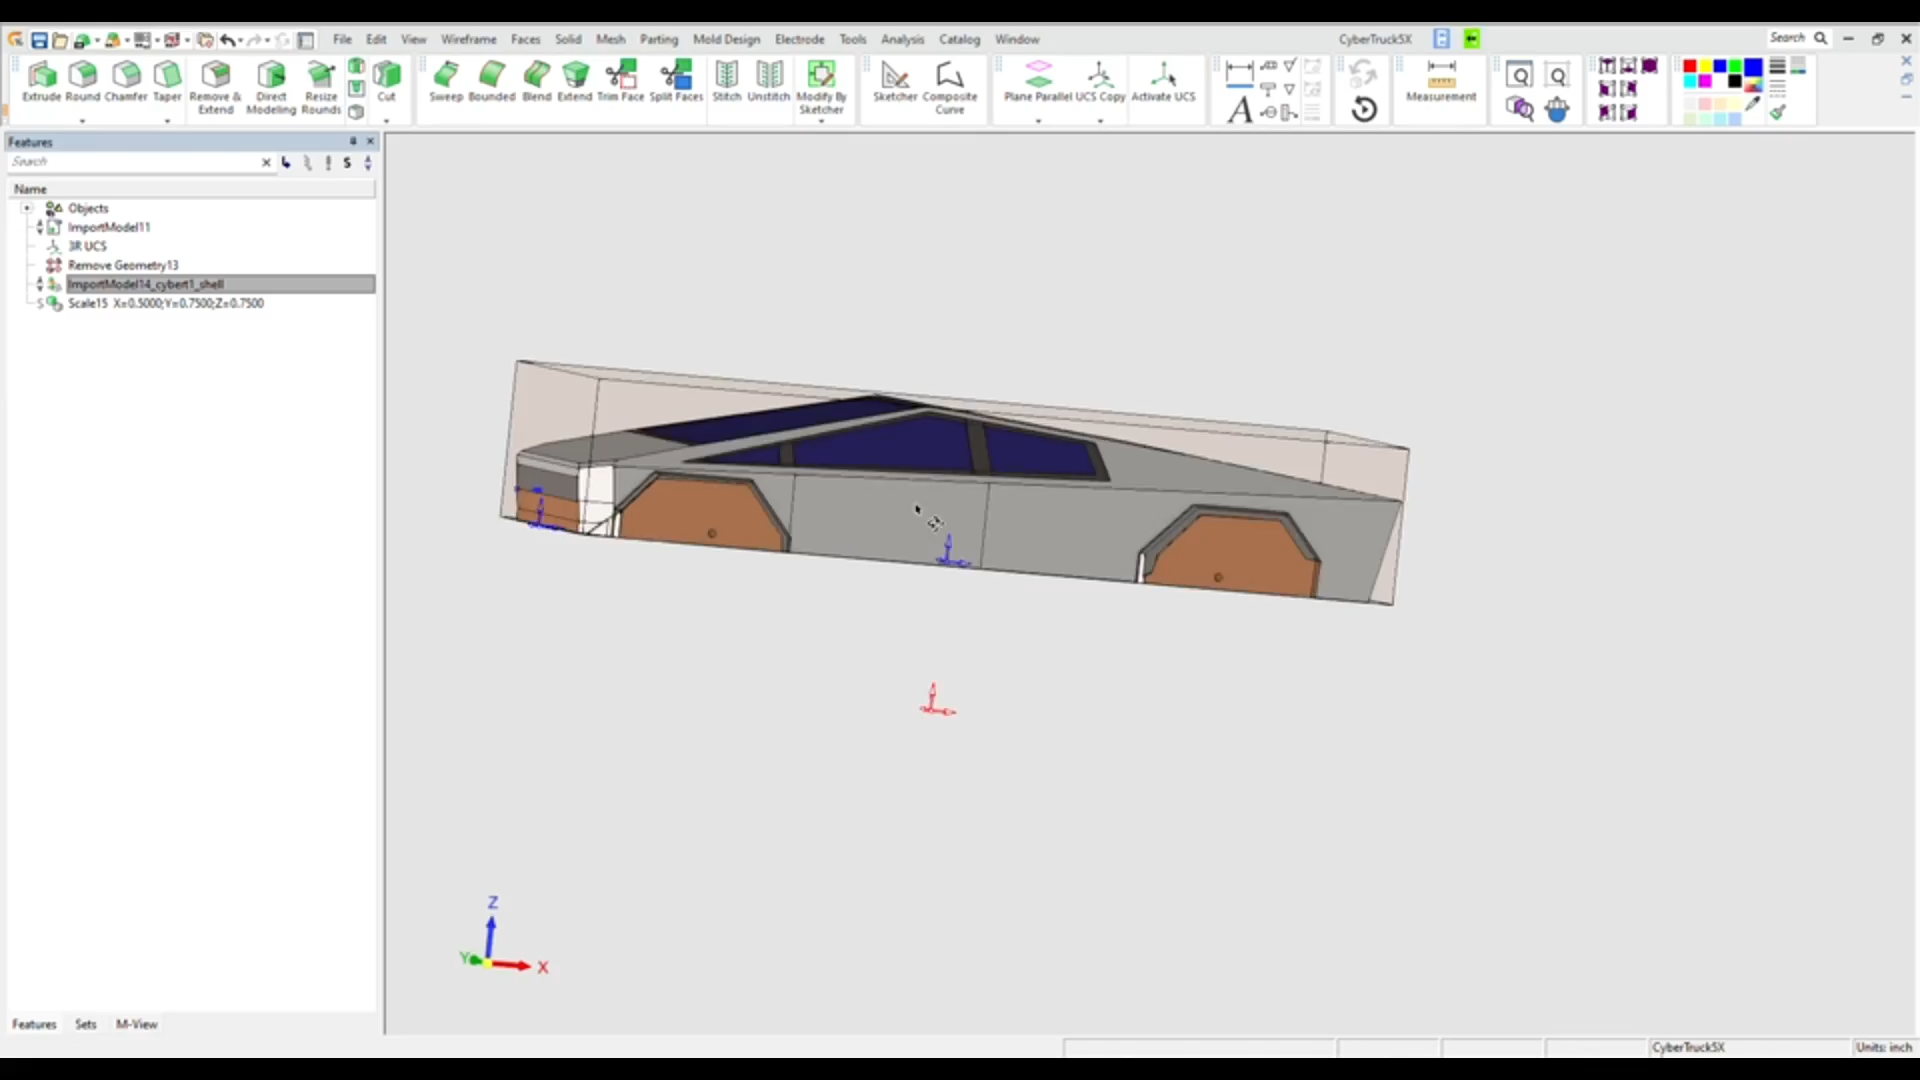 File Edit View Wireframe Faces Solid Mesh Parting Mold Design Electrode Tools Analysis Catalog Window CyberTruckSX Search
Extrude Round Chamfer Taper Remove & Extend Direct Modeling Resize Rounds Cut Sweep Bounded Blend Extend Trim Face Split Faces Stitch Unstitch Modify By Sketcher Sketcher Composite Curve Plane Parallel UCS Copy Activate UCS A Measurement
Features
Search S
Name
Objects
ImportModel11
3R UCS
Remove Geometry13
ImportModel14_cybert1_shell
S Scale15 X=0.5000;Y=0.7500;Z=0.7500
Z
Y X
Features Sets M-View
CyberTruckSX Units: inch